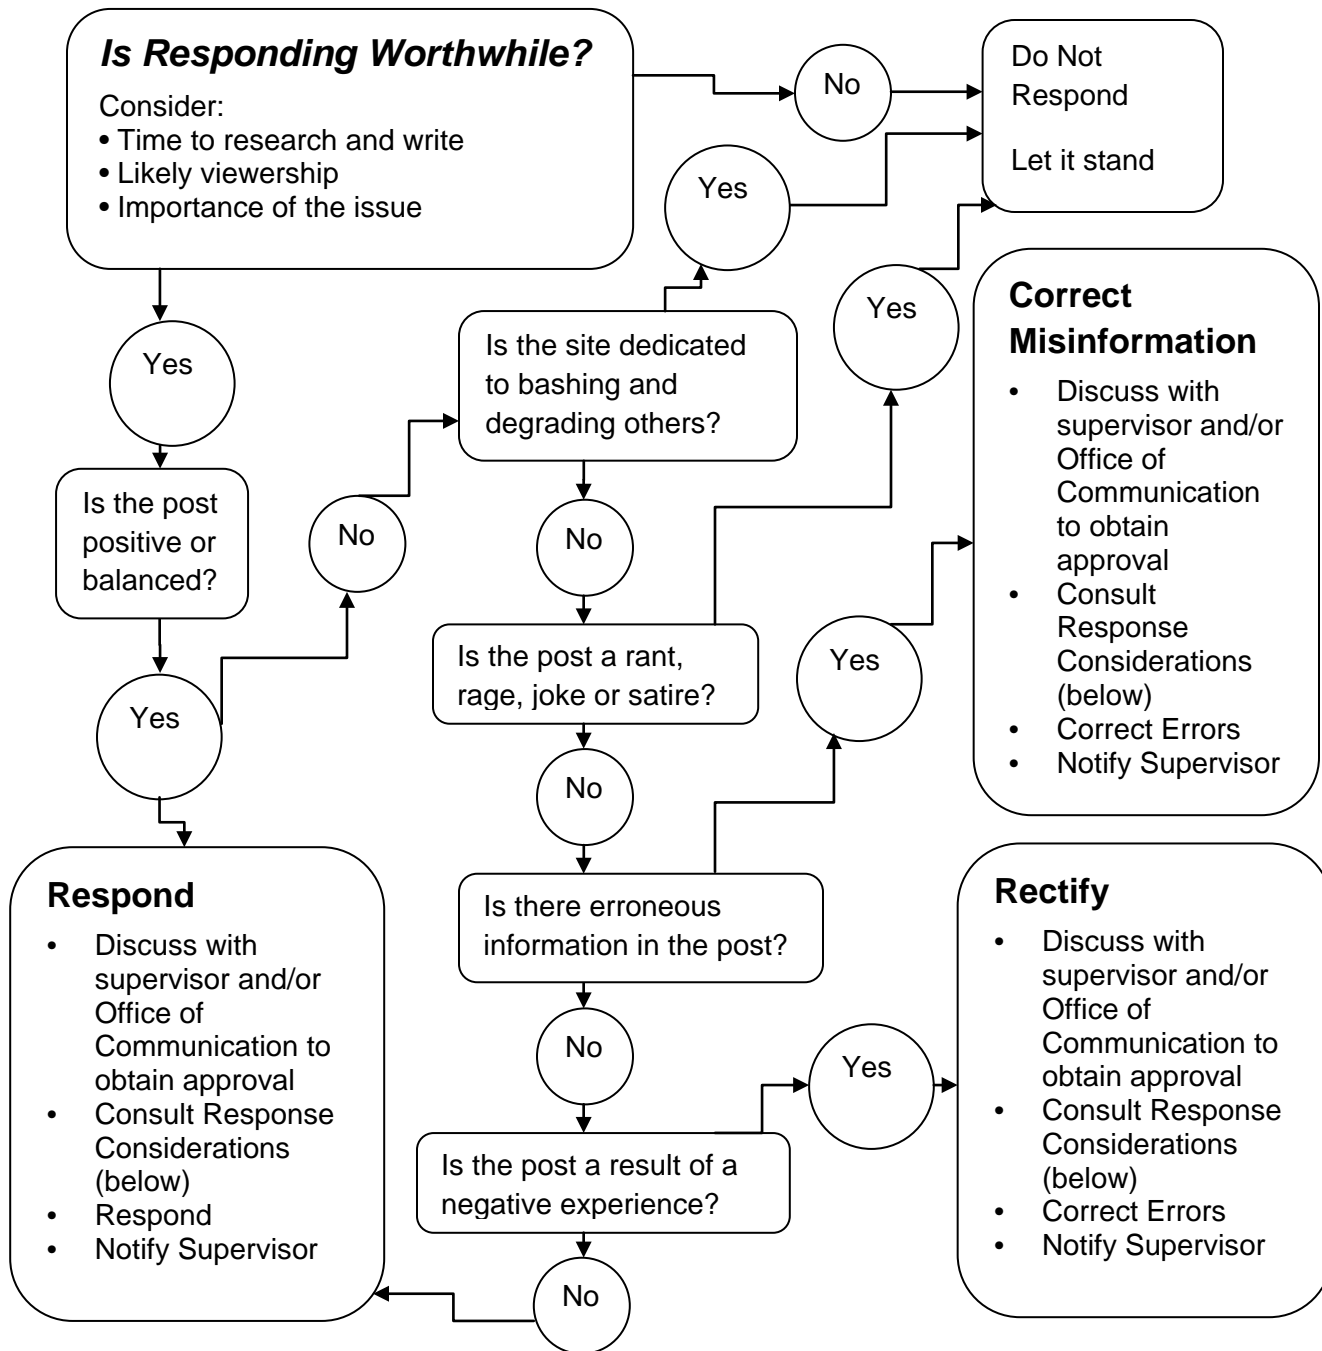 Is Responding Worthwhile?
Consider:
• Time to research and write
• Likely viewership
• Importance of the issue
No
Do Not
Respond
Let it stand
Yes
Yes
Yes
Is the site dedicated
to bashing and
degrading others?
Correct
Misinformation
• Discuss with
supervisor and/or
Office of
Communication
to obtain
approval
• Consult
Response
Considerations
(below)
• Correct Errors
• Notify Supervisor
Is the post
positive or
balanced?
No
No
Yes
Is the post a rant,
rage, joke or satire?
Yes
No
Respond
• Discuss with
supervisor and/or
Office of
Communication to
obtain approval
• Consult Response
Considerations
(below)
• Respond
• Notify Supervisor
Is there erroneous
information in the post?
No
Yes
Rectify
• Discuss with
supervisor and/or
Office of
Communication to
obtain approval
• Consult Response
Considerations
(below)
• Correct Errors
• Notify Supervisor
Is the post a result of a
negative experience?
No